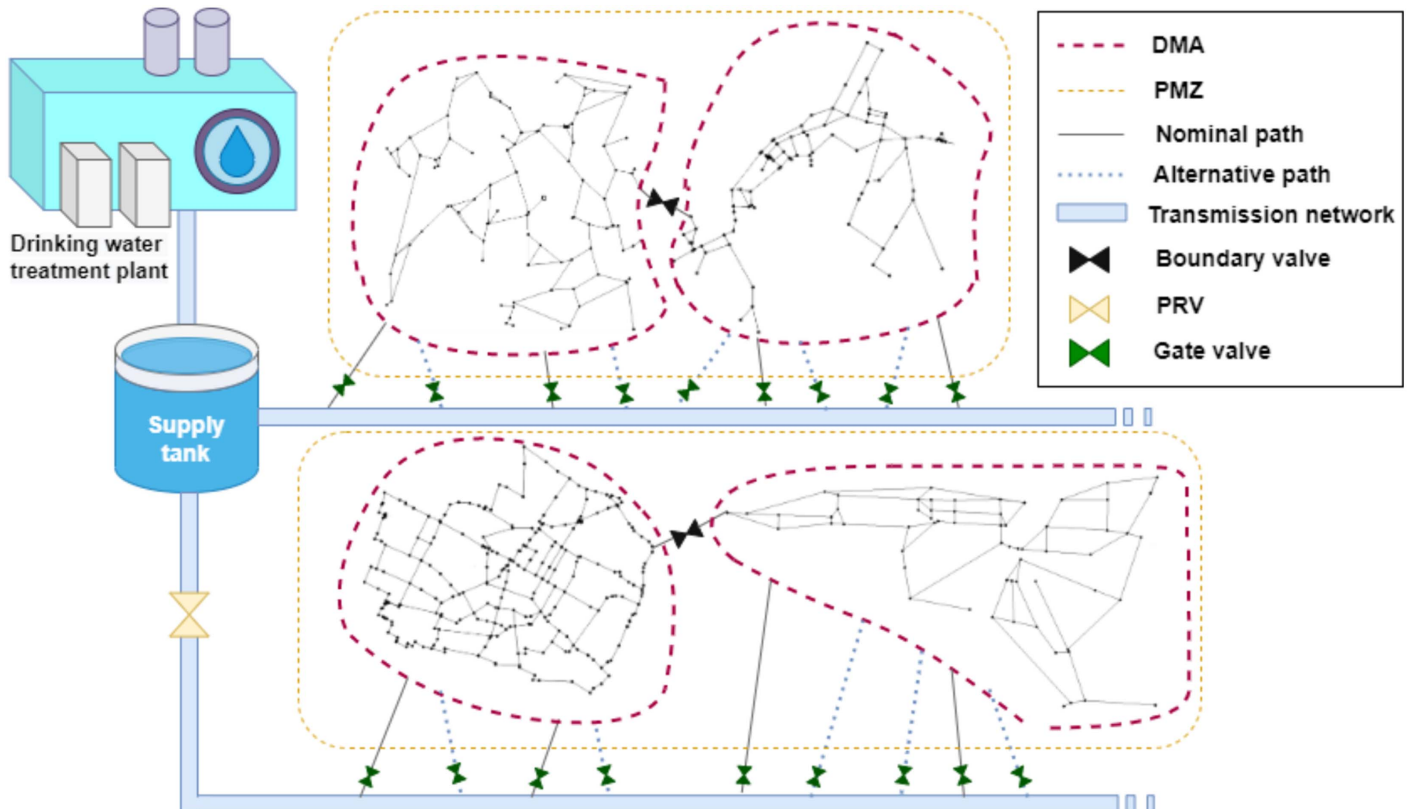 Drinking water
treatment plant
Supply
tank
DMA
PMZ
Nominal path
Alternative path
Transmission network
Boundary valve
PRV
Gate valve